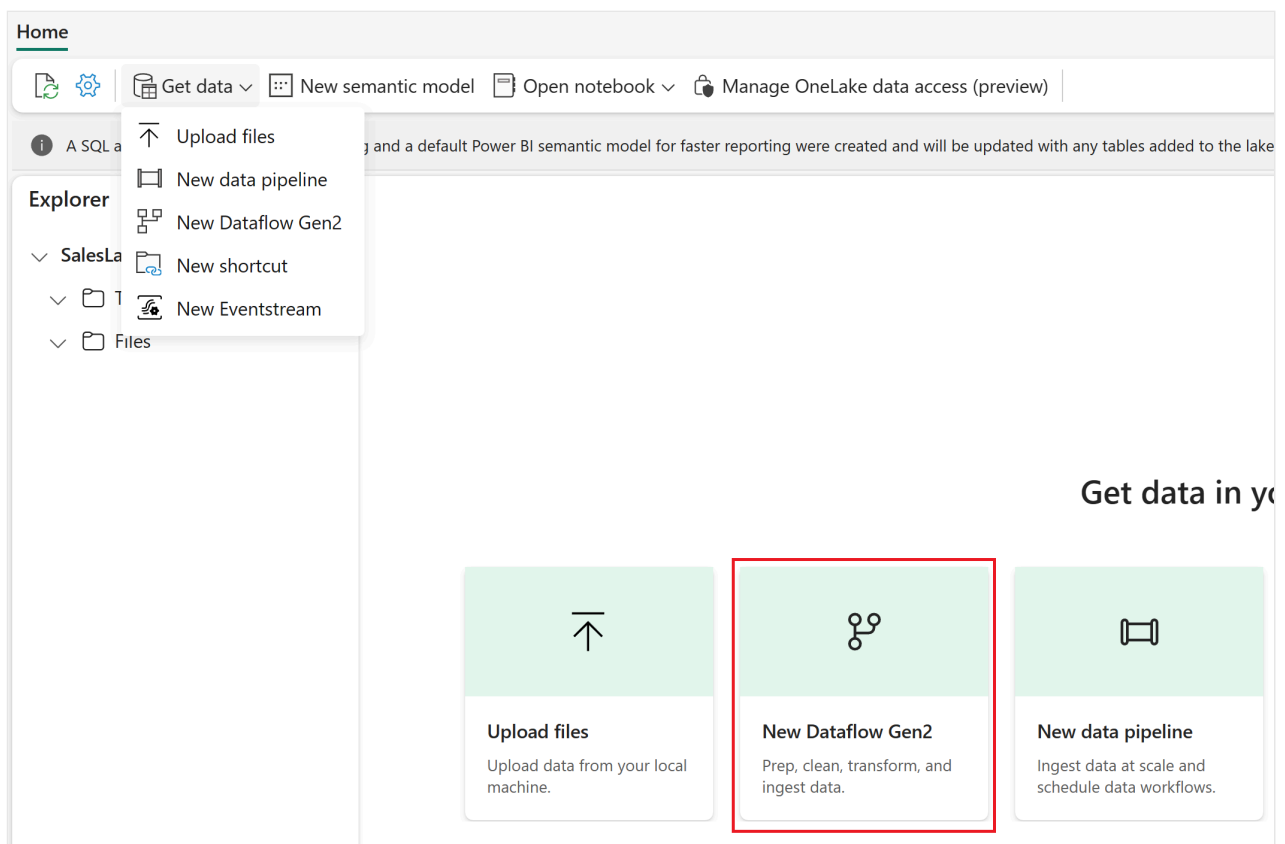 Home
Get data
New semantic model
Open notebook
Manage OneLake data access (preview)
A SQL a
g and a default Power BI semantic model for faster reporting were created and will be updated with any tables added to the lake
Upload files
New data pipeline
New Dataflow Gen2
New shortcut
New Eventstream
Explorer
SalesLa
T
Files
Get data in yo
Upload files
Upload data from your local
machine.
New Dataflow Gen2
Prep, clean, transform, and
ingest data.
New data pipeline
Ingest data at scale and
schedule data workflows.